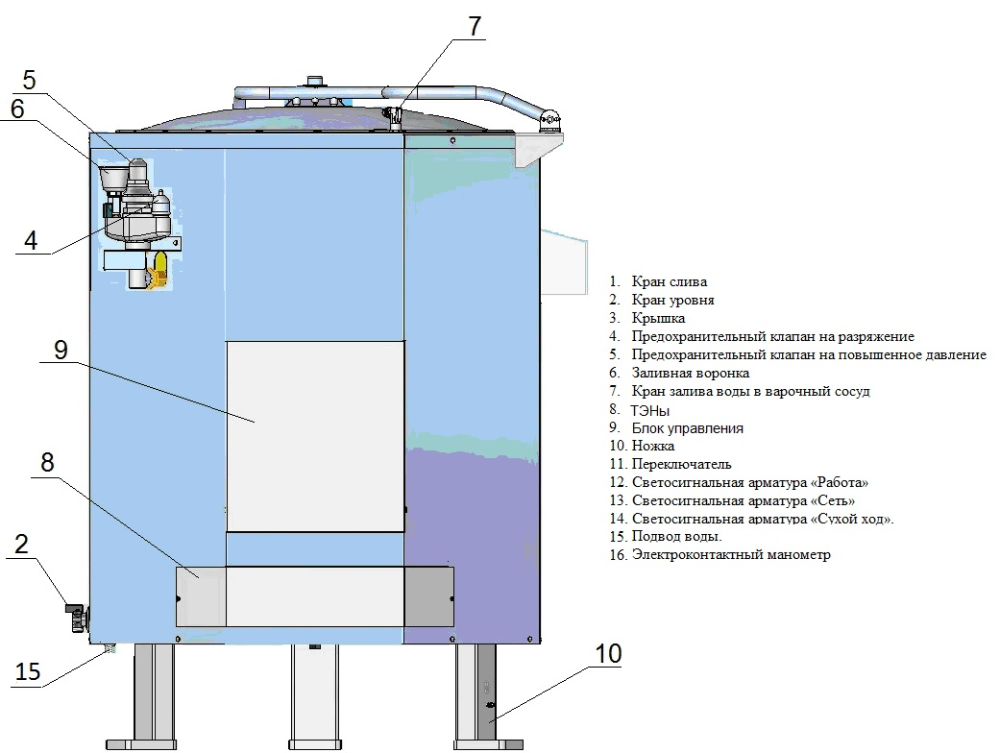 7
5
6
4
9
8
2
15
10
1. Кран слива
2. Кран уровня
3. Крышка
4. Предохранительный клапан на разряжение
5. Предохранительный клапан на повышенное давление
6. Заливная воронка
7. Кран залива воды в варочный сосуд
8. ТЭНы
9. Блок управления
10. Ножка
11. Переключатель
12. Светосигнальная арматура «Работа»
13. Светосигнальная арматура «Сеть»
14. Светосигнальная арматура «Сухой ход».
15. Подвод воды.
16. Электроконтактный манометр